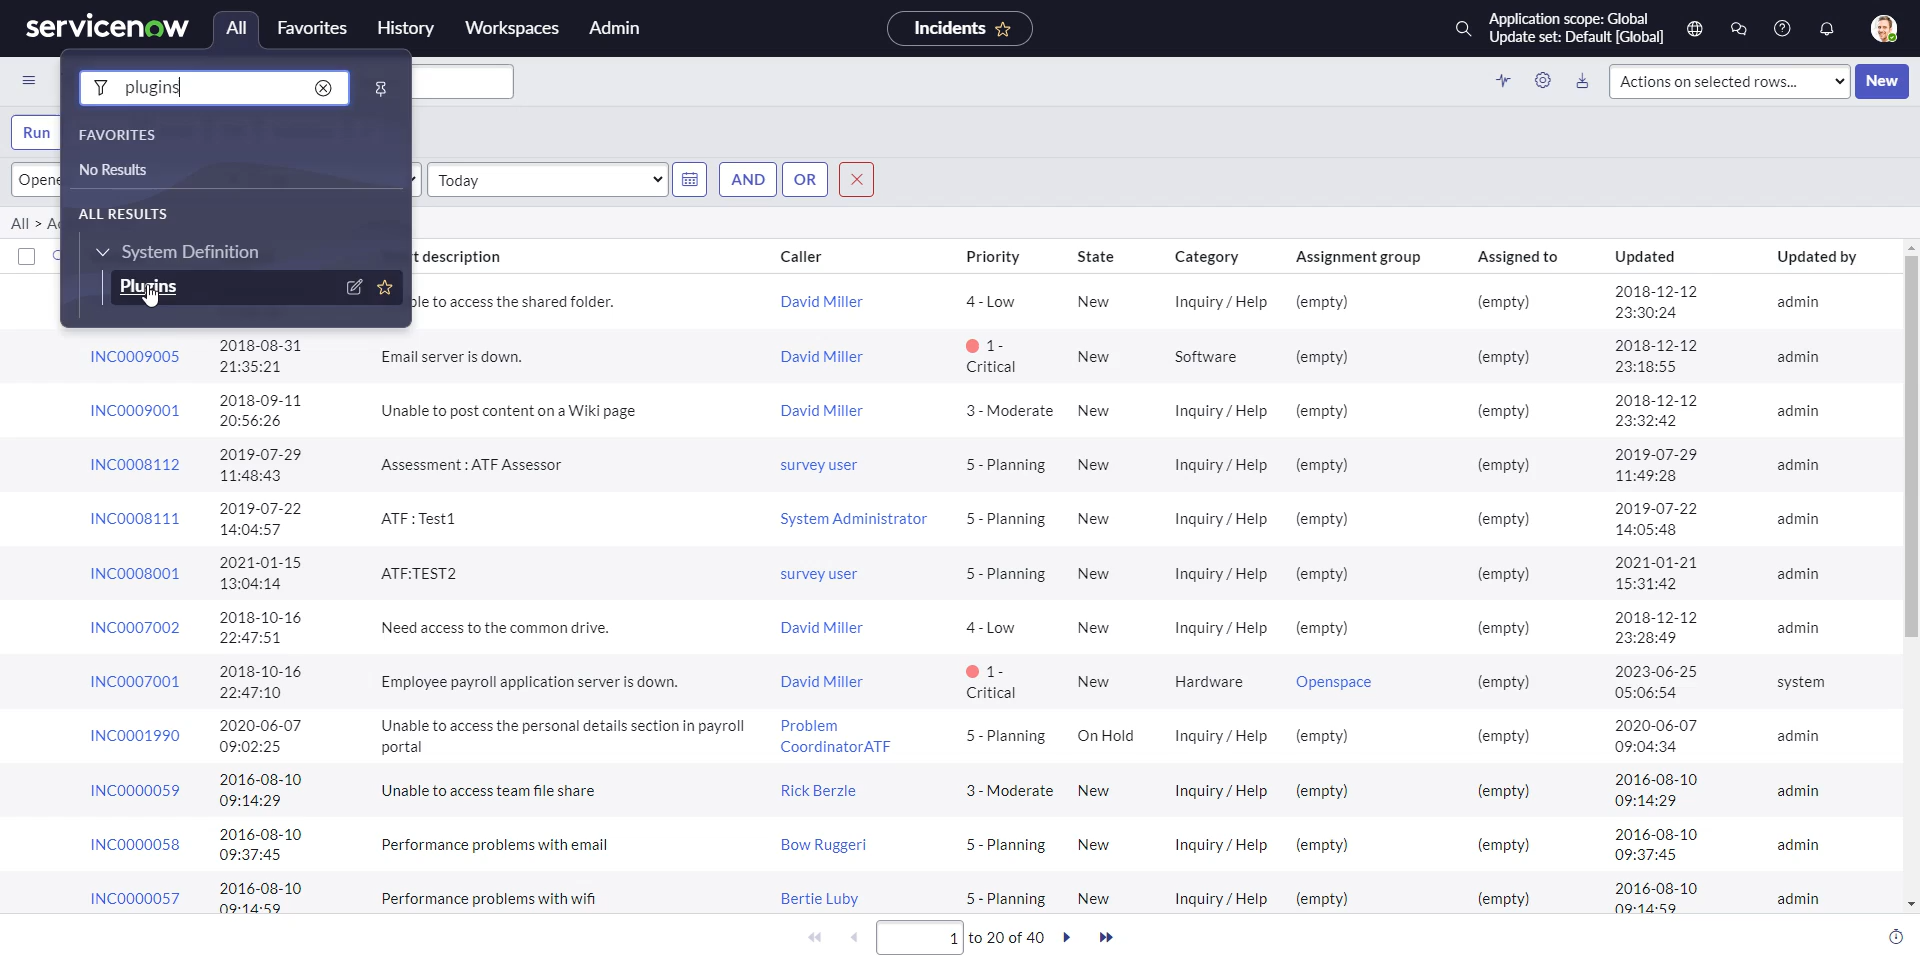 servicenow All Favorites History Workspaces Admin
Incidents
Application scope: Global
Update set: Default [Global]
plugins
Actions on selected rows...
New
Run
FAVORITES
No Results
Today
AND
OR
ALL RESULTS
All >
System Definition
Plugins
description Caller Priority State Category Assignment group Assigned to Updated Updated by
to access the shared folder. David Miller 4 - Low New Inquiry / Help (empty) (empty) 2018-12-12
23:30:24 admin
INC0009005 2018-08-31
21:35:21 Email server is down. David Miller 1 -
Critical New Software (empty) (empty) 2018-12-12
23:18:55 admin
INC0009001 2018-09-11
20:56:26 Unable to post content on a Wiki page David Miller 3 - Moderate New Inquiry / Help (empty) (empty) 2018-12-12
23:32:42 admin
INC0008112 2019-07-29
11:48:43 Assessment : ATF Assessor survey user 5 - Planning New Inquiry / Help (empty) (empty) 2019-07-29
11:49:28 admin
INC0008111 2019-07-22
14:04:57 ATF : Test1 System Administrator 5 - Planning New Inquiry / Help (empty) (empty) 2019-07-22
14:05:48 admin
INC0008001 2021-01-15
13:04:14 ATF:TEST2 survey user 5 - Planning New Inquiry / Help (empty) (empty) 2021-01-21
15:31:42 admin
INC0007002 2018-10-16
22:47:51 Need access to the common drive. David Miller 4 - Low New Inquiry / Help (empty) (empty) 2018-12-12
23:28:49 admin
INC0007001 2018-10-16
22:47:10 Employee payroll application server is down. David Miller 1 -
Critical New Hardware Openspace (empty) 2023-06-25
05:06:54 system
INC0001990 2020-06-07
09:02:25 Unable to access the personal details section in payroll
portal Problem
CoordinatorATF 5 - Planning On Hold Inquiry / Help (empty) (empty) 2020-06-07
09:04:34 admin
INC0000059 2016-08-10
09:14:29 Unable to access team file share Rick Berzle 3 - Moderate New Inquiry / Help (empty) (empty) 2016-08-10
09:14:29 admin
INC0000058 2016-08-10
09:37:45 Performance problems with email Bow Ruggeri 5 - Planning New Inquiry / Help (empty) (empty) 2016-08-10
09:37:45 admin
INC0000057 2016-08-10
09:14:59 Performance problems with wifi Bertie Luby 5 - Planning New Inquiry / Help (empty) (empty) 2016-08-10
09:14:59 admin
1 to 20 of 40